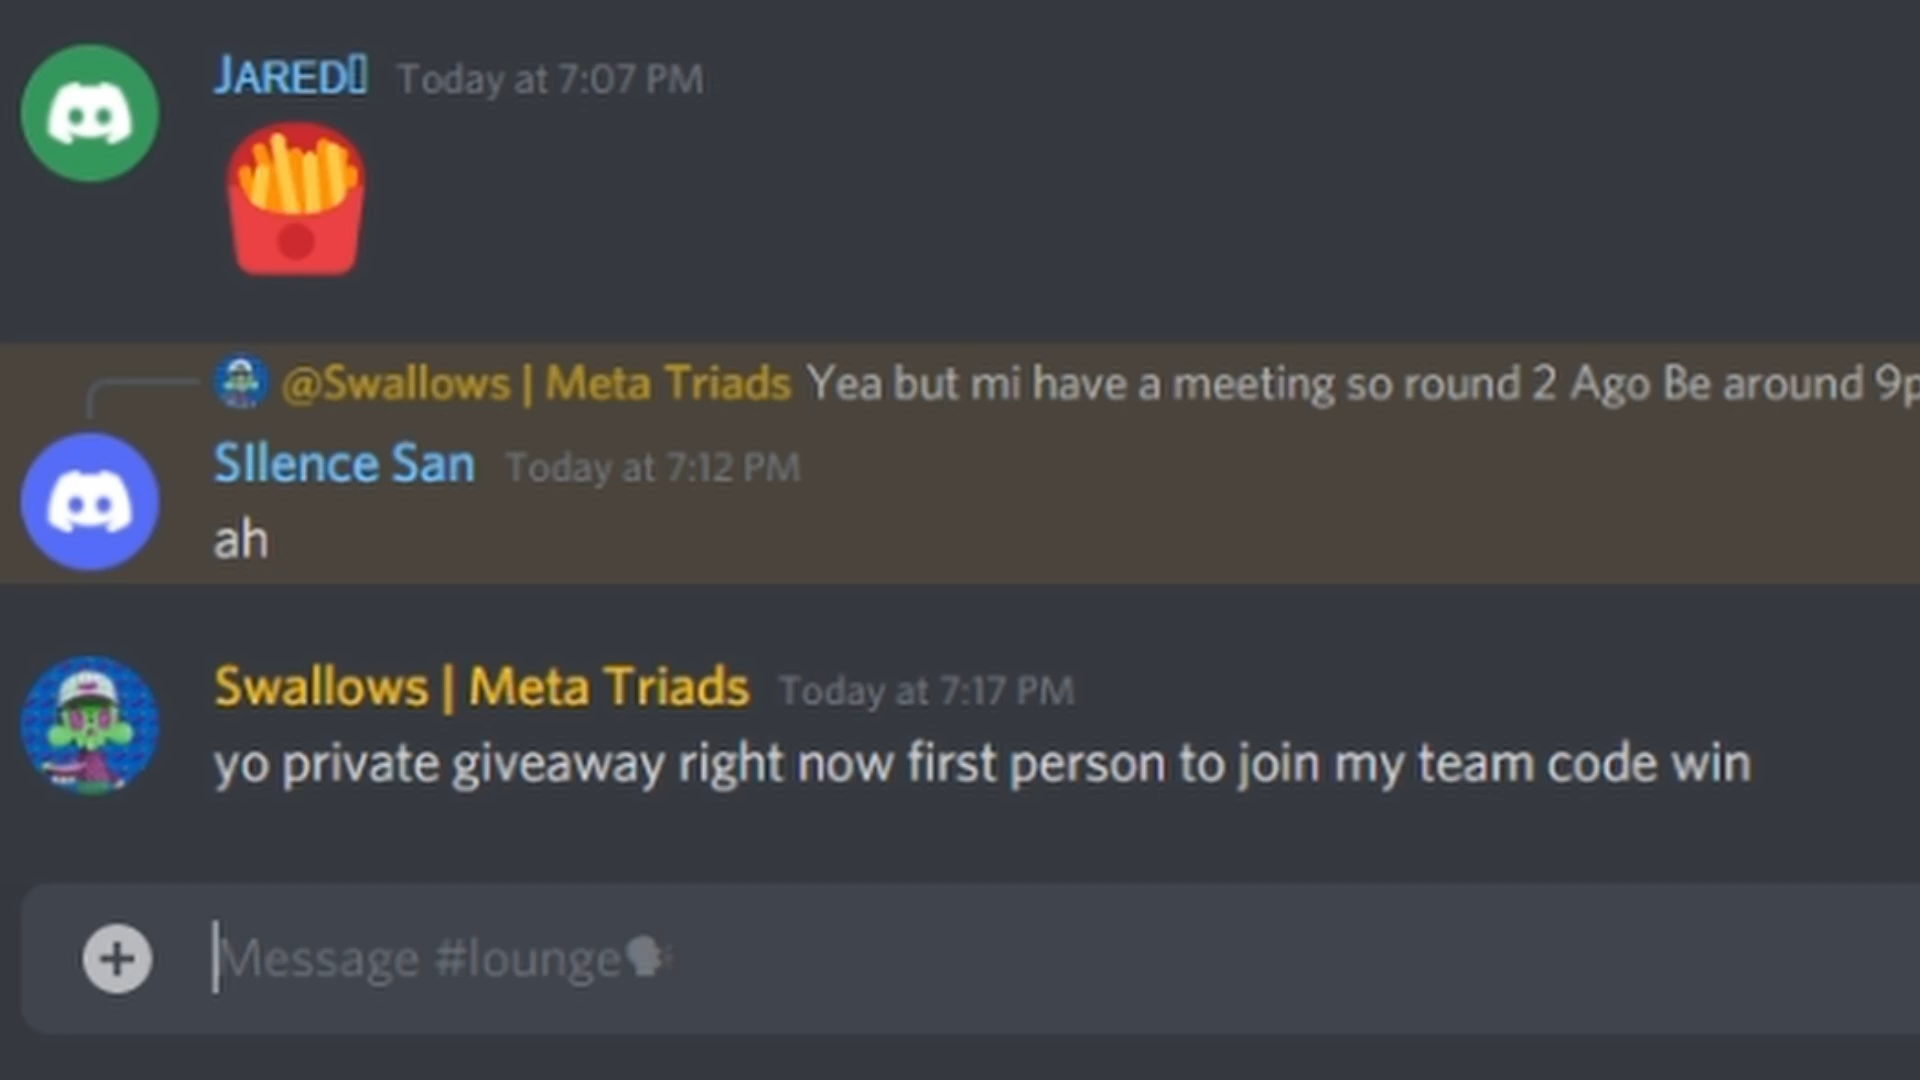 JARED Today at 7:07 PM
@Swallows | Meta Triads Yea but mi have a meeting so round 2 Ago Be around 9p
SIlence San Today at 7:12 PM
ah
Swallows | Meta Triads Today at 7:17 PM
yo private giveaway right now first person to join my team code win
Message #lounge🗣